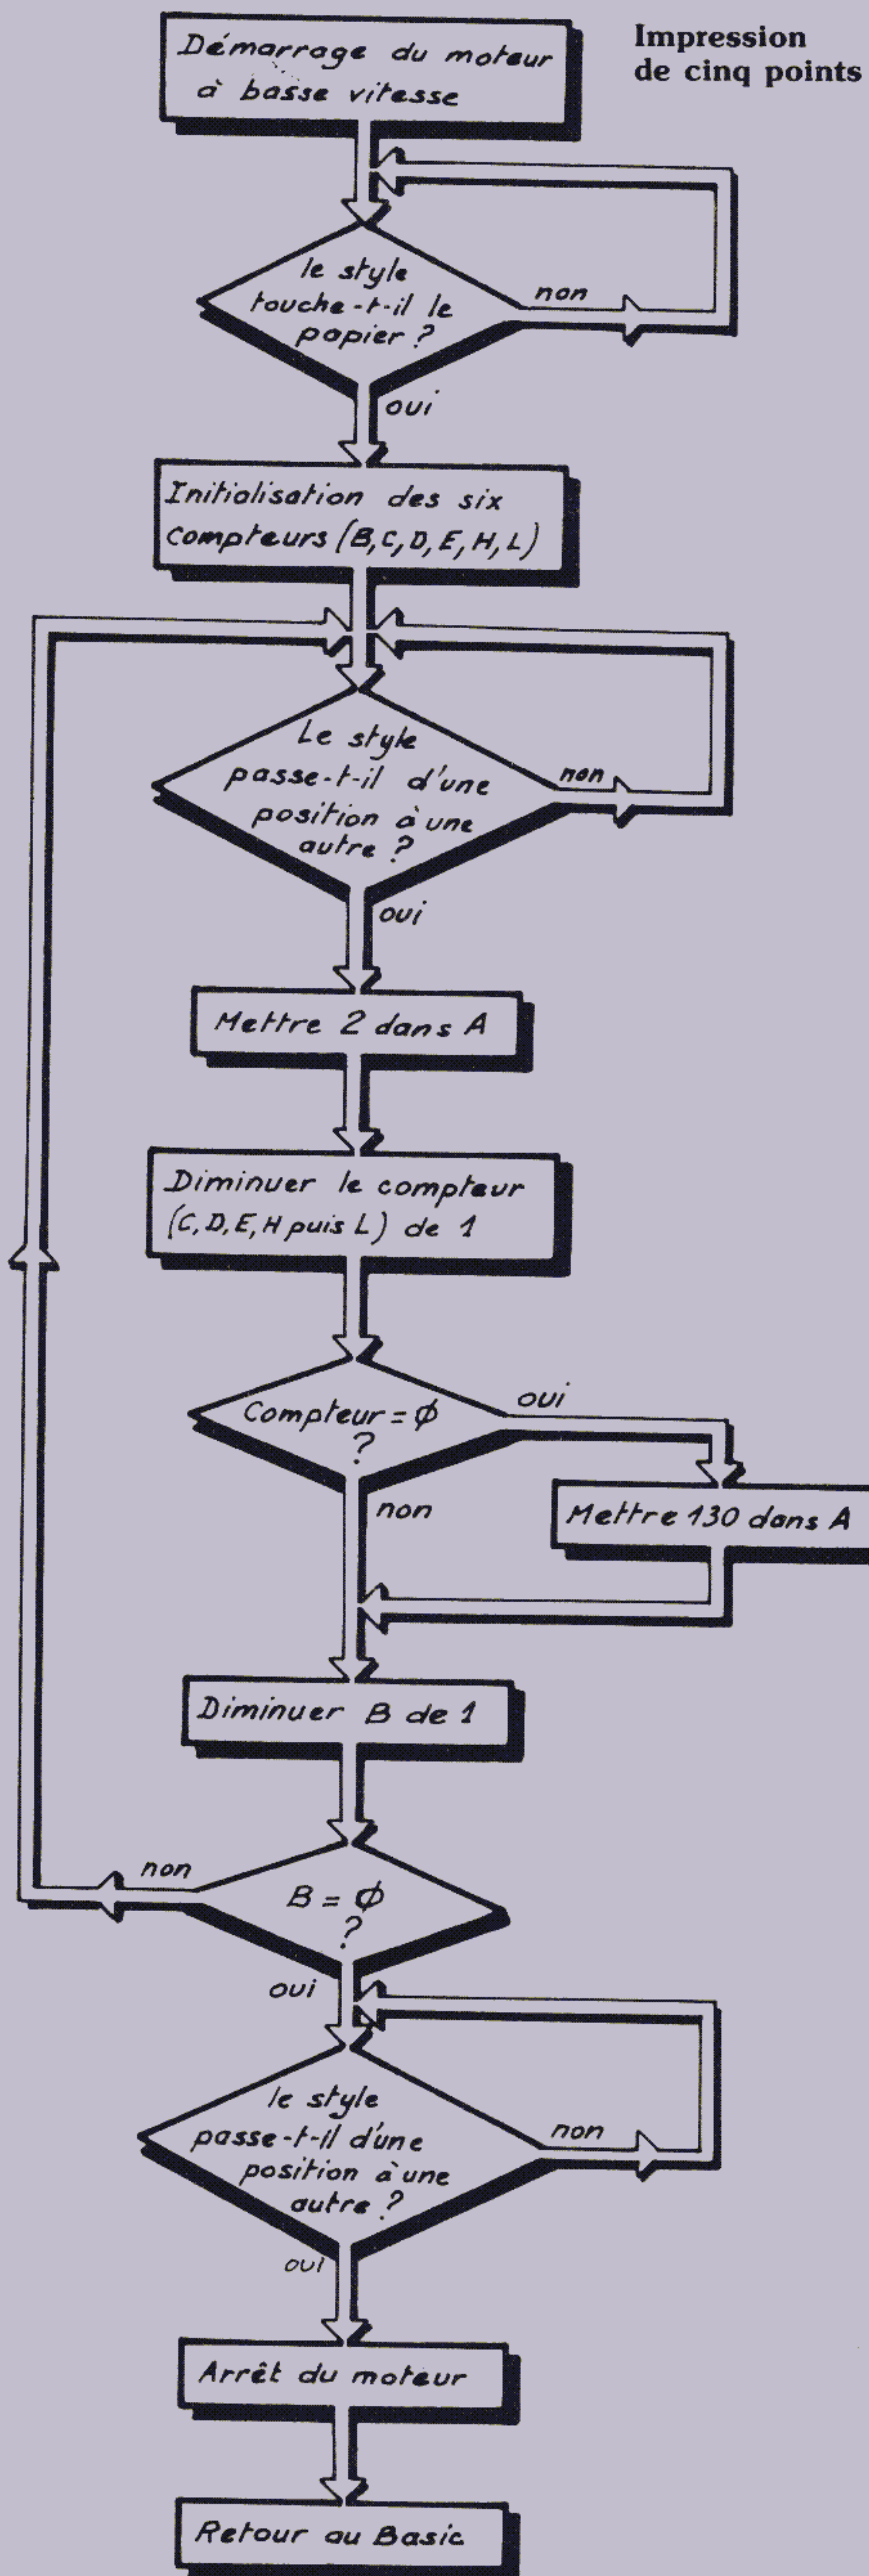 Impression
de cinq points
Démarrage du moteur
à basse vitesse
le style
touche-t-il le
papier ?
non
oui
Initialisation des six
compteurs (B, C, D, E, H, L)
Le style
passe-t-il d'une
position à une
autre ?
non
oui
Mettre 2 dans A
Diminuer le compteur
(C, D, E, H puis L) de 1
Compteur = Ø
?
oui
non
Mettre 130 dans A
Diminuer B de 1
non
B = Ø
?
oui
le style
passe-t-il d'une
position à une
autre ?
non
oui
Arrêt du moteur
Retour au Basic